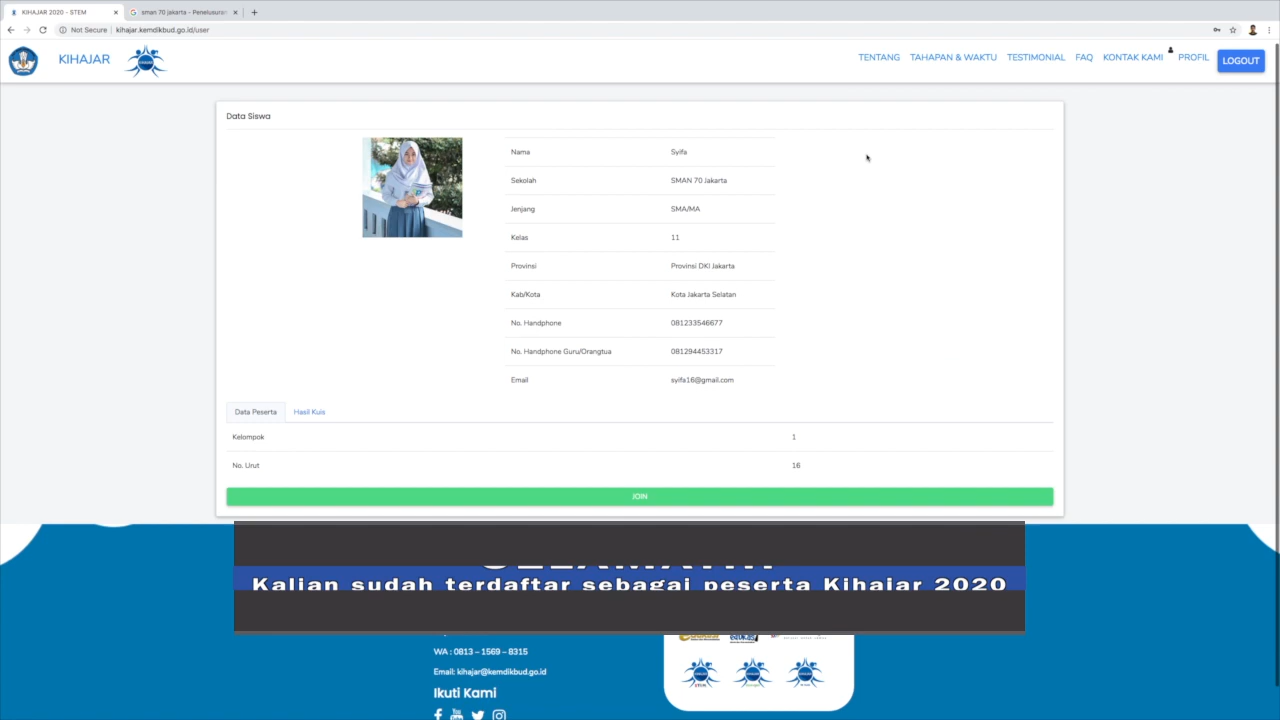 KIHAJAR 2020 - STEM
sman 70 jakarta - Penelusuran
Not Secure | kihajar.kemdikbud.go.id/user
KIHAJAR
TENTANG TAHAPAN & WAKTU TESTIMONIAL FAQ KONTAK KAMI PROFIL LOGOUT
Data Siswa
Nama Syifa
Sekolah SMAN 70 Jakarta
Jenjang SMA/MA
Kelas 11
Provinsi Provinsi DKI Jakarta
Kab/Kota Kota Jakarta Selatan
No. Handphone 081233546677
No. Handphone Guru/Orangtua 081294453317
Email syifa16@gmail.com
Data Peserta Hasil Kuis
Kelompok 1
No. Urut 16
JOIN
Kalian sudah terdaftar sebagai peserta Kihajar 2020
WA : 0813 – 1569 – 8315
Email: kihajar@kemdikbud.go.id
Ikuti Kami